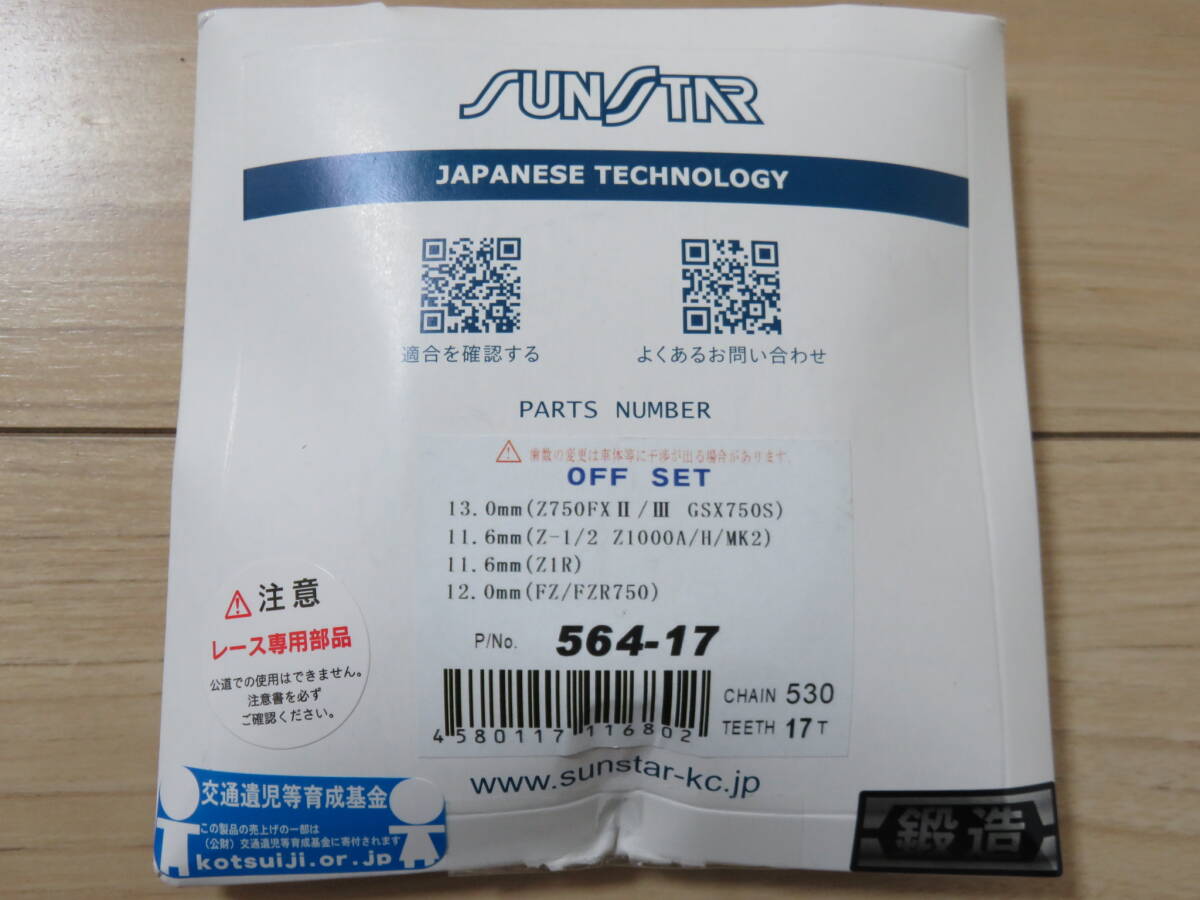 SUNSTAR
JAPANESE TECHNOLOGY
適合を確認する
よくあるお問い合わせ
PARTS NUMBER
歯数の変更は車体等に干渉が出る場合があります.
OFF SET
13.0mm(Z750FXⅡ/Ⅲ GSX750S)
11.6mm(Z-1/2 Z1000A/H/MK2)
11.6mm(Z1R)
12.0mm(FZ/FZR750)
P/No. 564-17
CHAIN 530
TEETH 17T
4580117116802
www.sunstar-kc.jp
注意
レース専用部品
公道での使用はできません。
注意書を必ず
ご確認ください。
交通遺児等育成基金
この製品の売上げの一部は
(公財)交通遺児等育成基金に寄付されます
kotsuiji.or.jp
鍛造